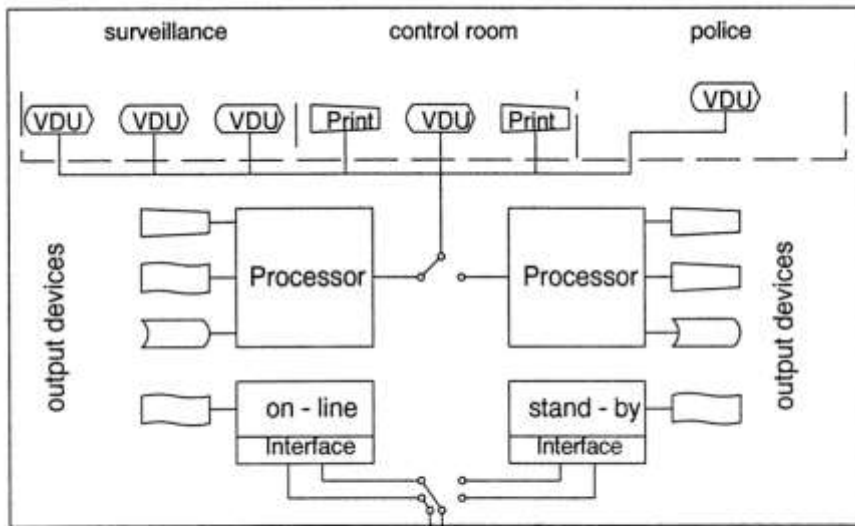 surveillance control room police
VDU VDU VDU Print VDU Print VDU
output devices
Processor
Processor
output devices
on - line
stand - by
Interface
Interface